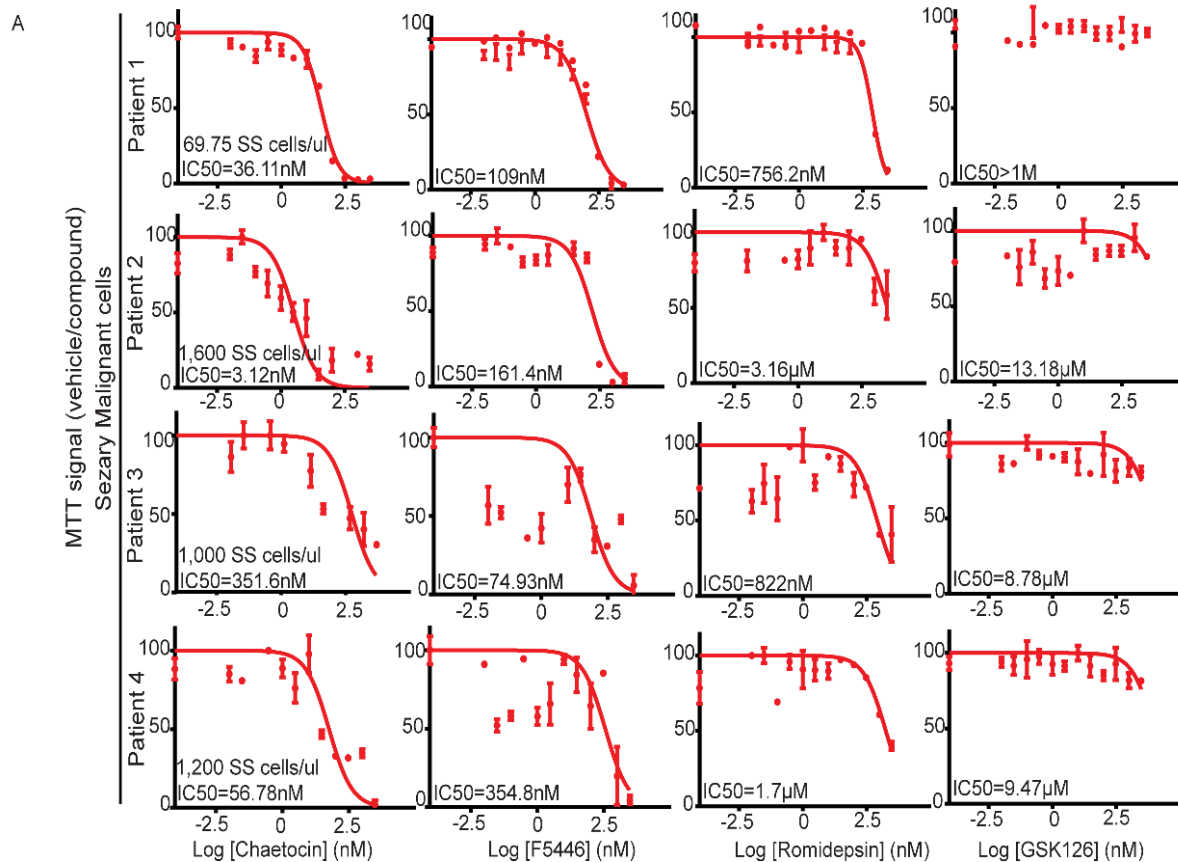 A
MTT signal (vehicle/compound)
Sezary Malignant cells
Patient 1
100
50
0
69.75 SS cells/ul
IC50=36.11nM
-2.5 0 2.5
100
50
0
IC50=109nM
-2.5 0 2.5
100
50
0
IC50=756.2nM
-2.5 0 2.5
100
50
0
IC50>1M
-2.5 0 2.5
Patient 2
100
50
0
1,600 SS cells/ul
IC50=3.12nM
-2.5 0 2.5
100
50
0
IC50=161.4nM
-2.5 0 2.5
100
50
0
IC50=3.16µM
-2.5 0 2.5
100
50
0
IC50=13.18µM
-2.5 0 2.5
Patient 3
100
50
0
1,000 SS cells/ul
IC50=351.6nM
-2.5 0 2.5
100
50
0
IC50=74.93nM
-2.5 0 2.5
100
50
0
IC50=822nM
-2.5 0 2.5
100
50
0
IC50=8.78µM
-2.5 0 2.5
Patient 4
100
50
0
1,200 SS cells/ul
IC50=56.78nM
-2.5 0 2.5
Log [Chaetocin] (nM)
100
50
0
IC50=354.8nM
-2.5 0 2.5
Log [F5446] (nM)
100
50
0
IC50=1.7µM
-2.5 0 2.5
Log [Romidepsin] (nM)
100
50
0
IC50=9.47µM
-2.5 0 2.5
Log [GSK126] (nM)